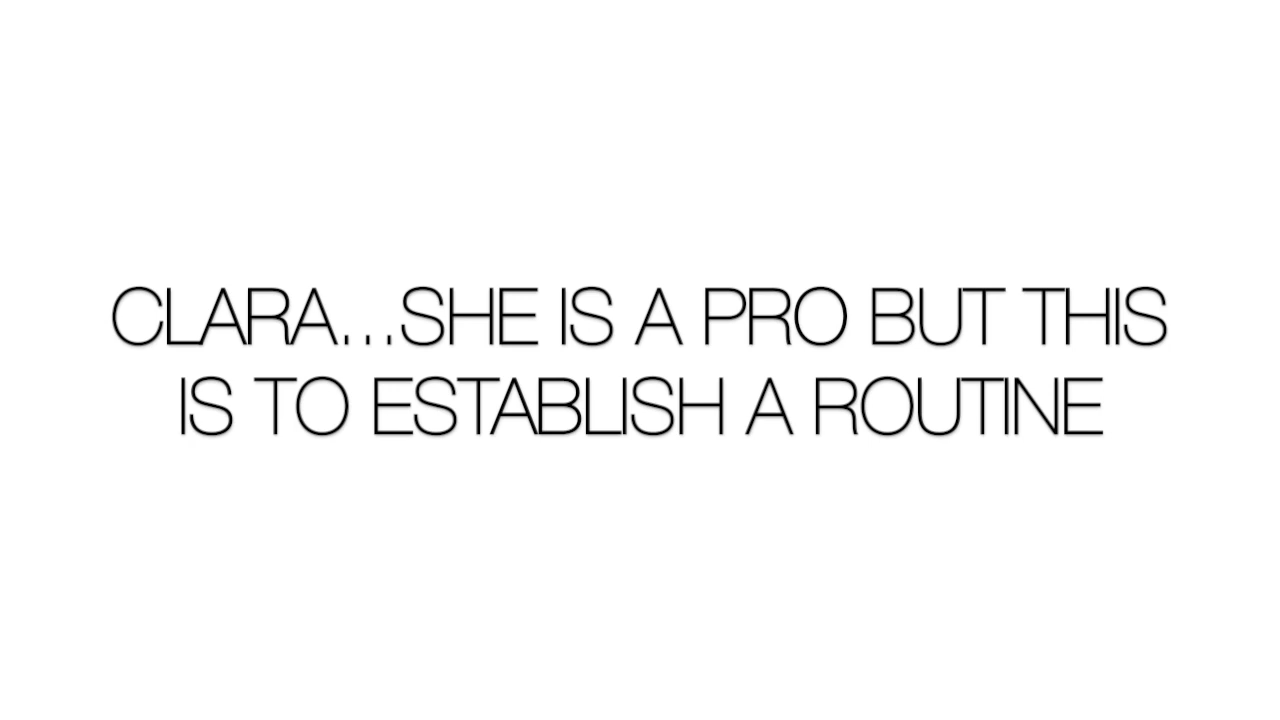 CLARA...SHE IS A PRO BUT THIS
IS TO ESTABLISH A ROUTINE